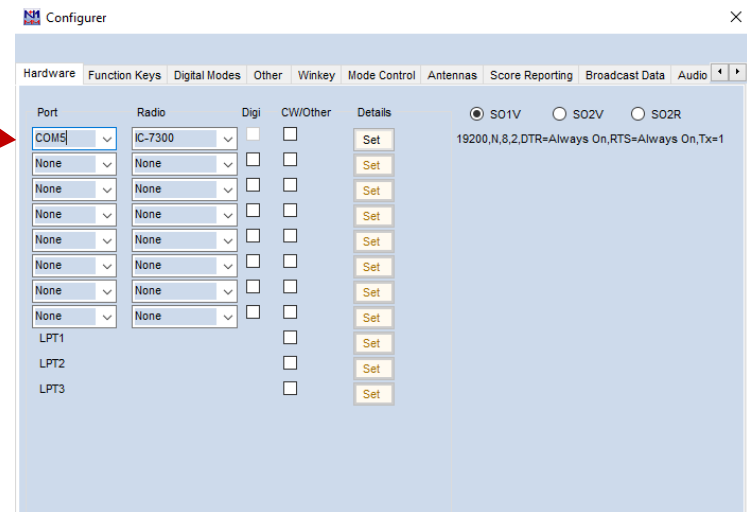 N1MM Configurer
Hardware Function Keys Digital Modes Other Winkey Mode Control Antennas Score Reporting Broadcast Data Audio
Port Radio Digi CW/Other Details SO1V SO2V SO2R
COM5 IC-7300 Set 19200,N,8,2,DTR=Always On,RTS=Always On,Tx=1
None None Set
None None Set
None None Set
None None Set
None None Set
None None Set
None None Set
LPT1 Set
LPT2 Set
LPT3 Set